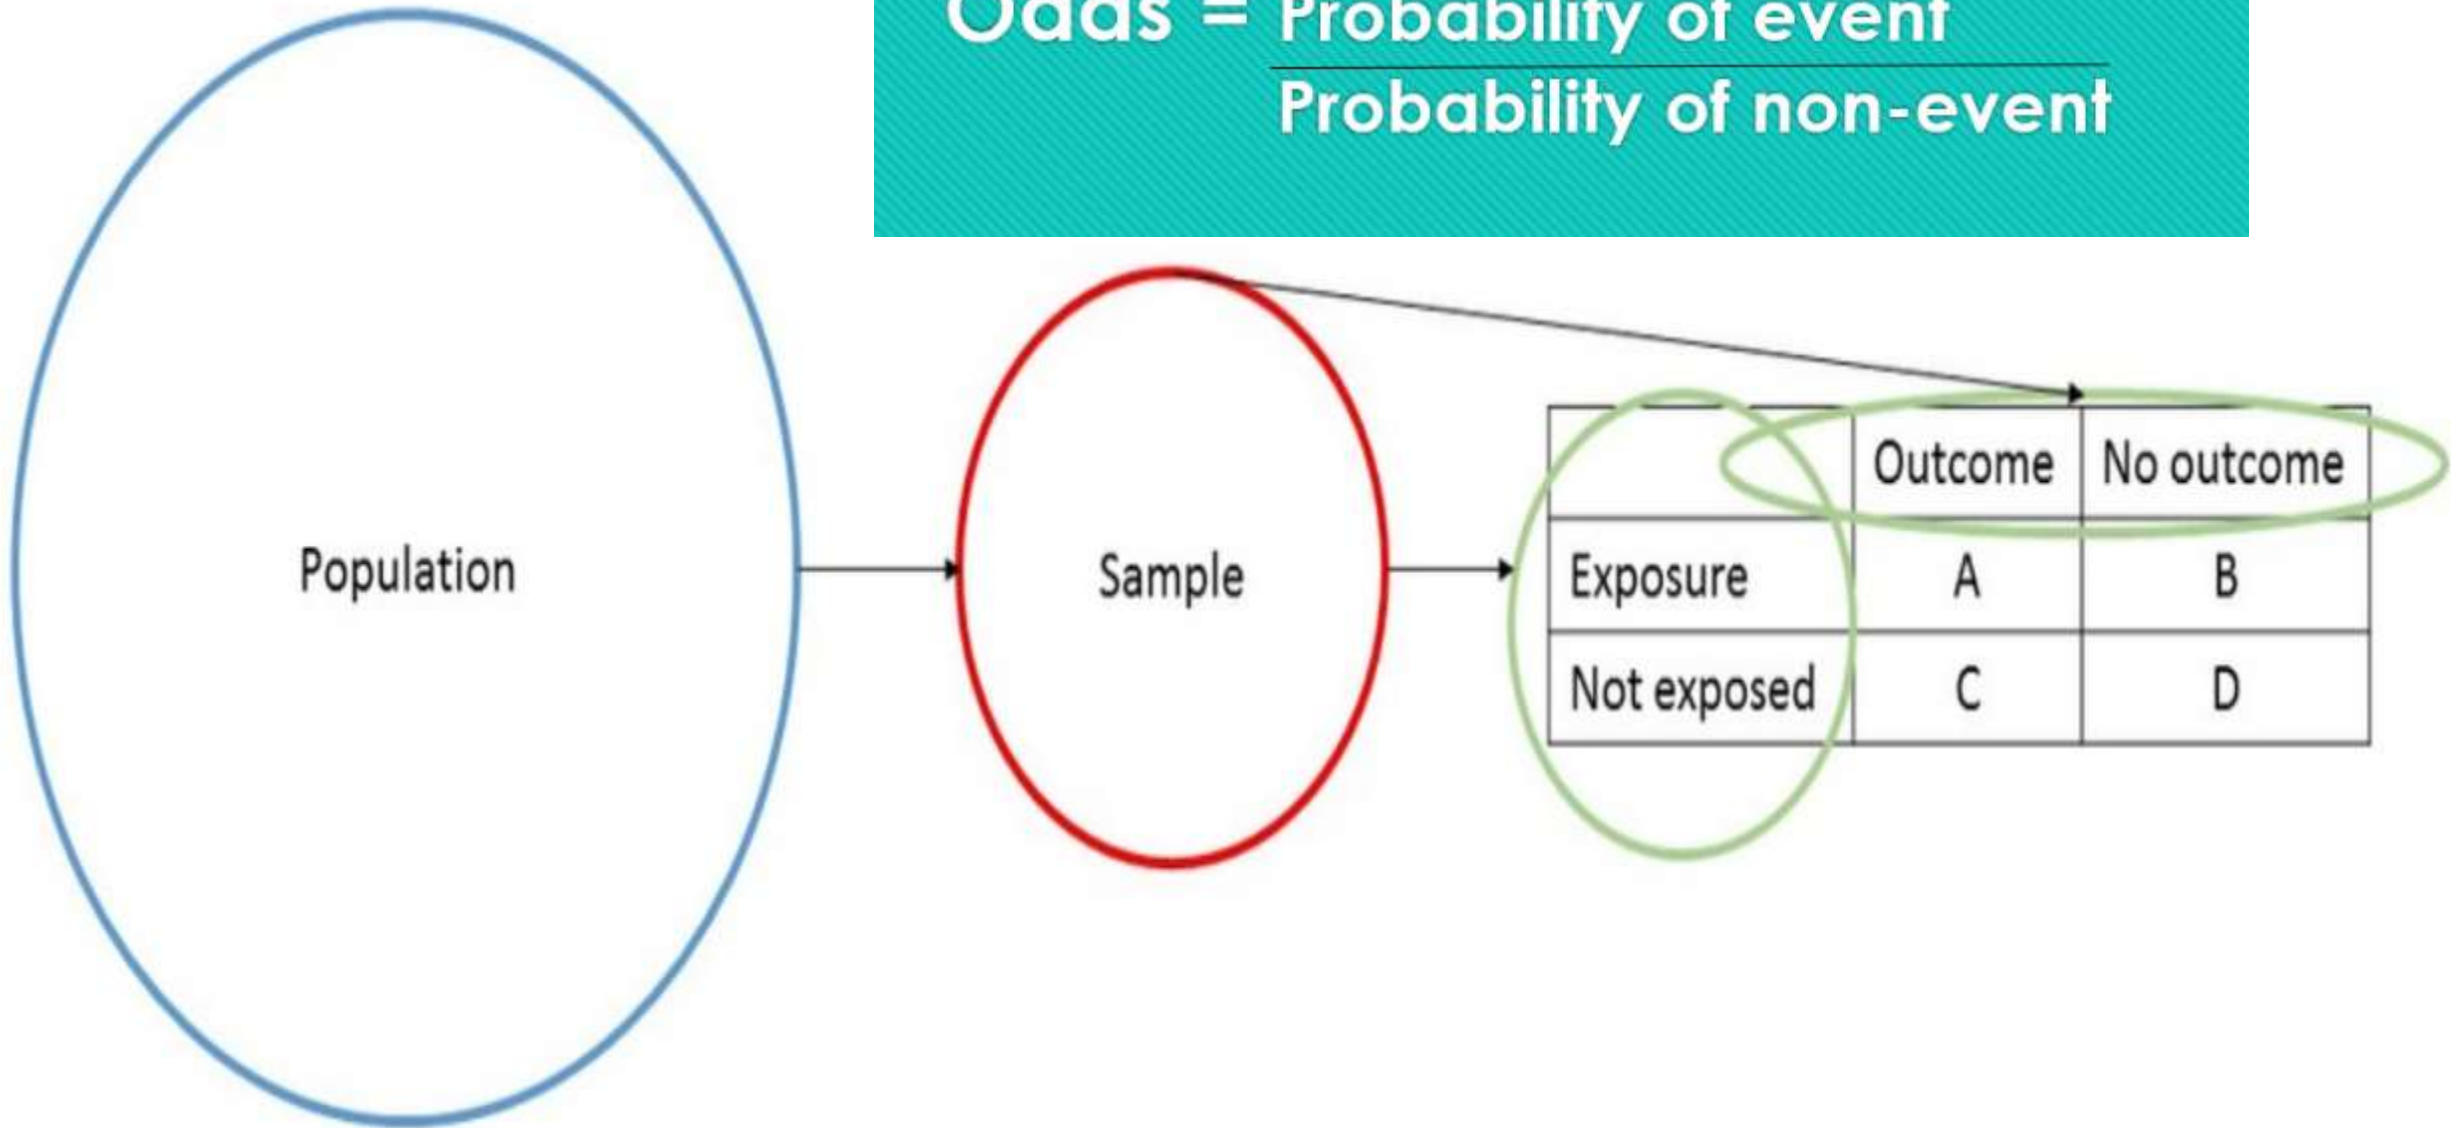 Odds = Probability of event
Probability of non-event
Population
Sample
Outcome No outcome
Exposure A B
Not exposed C D